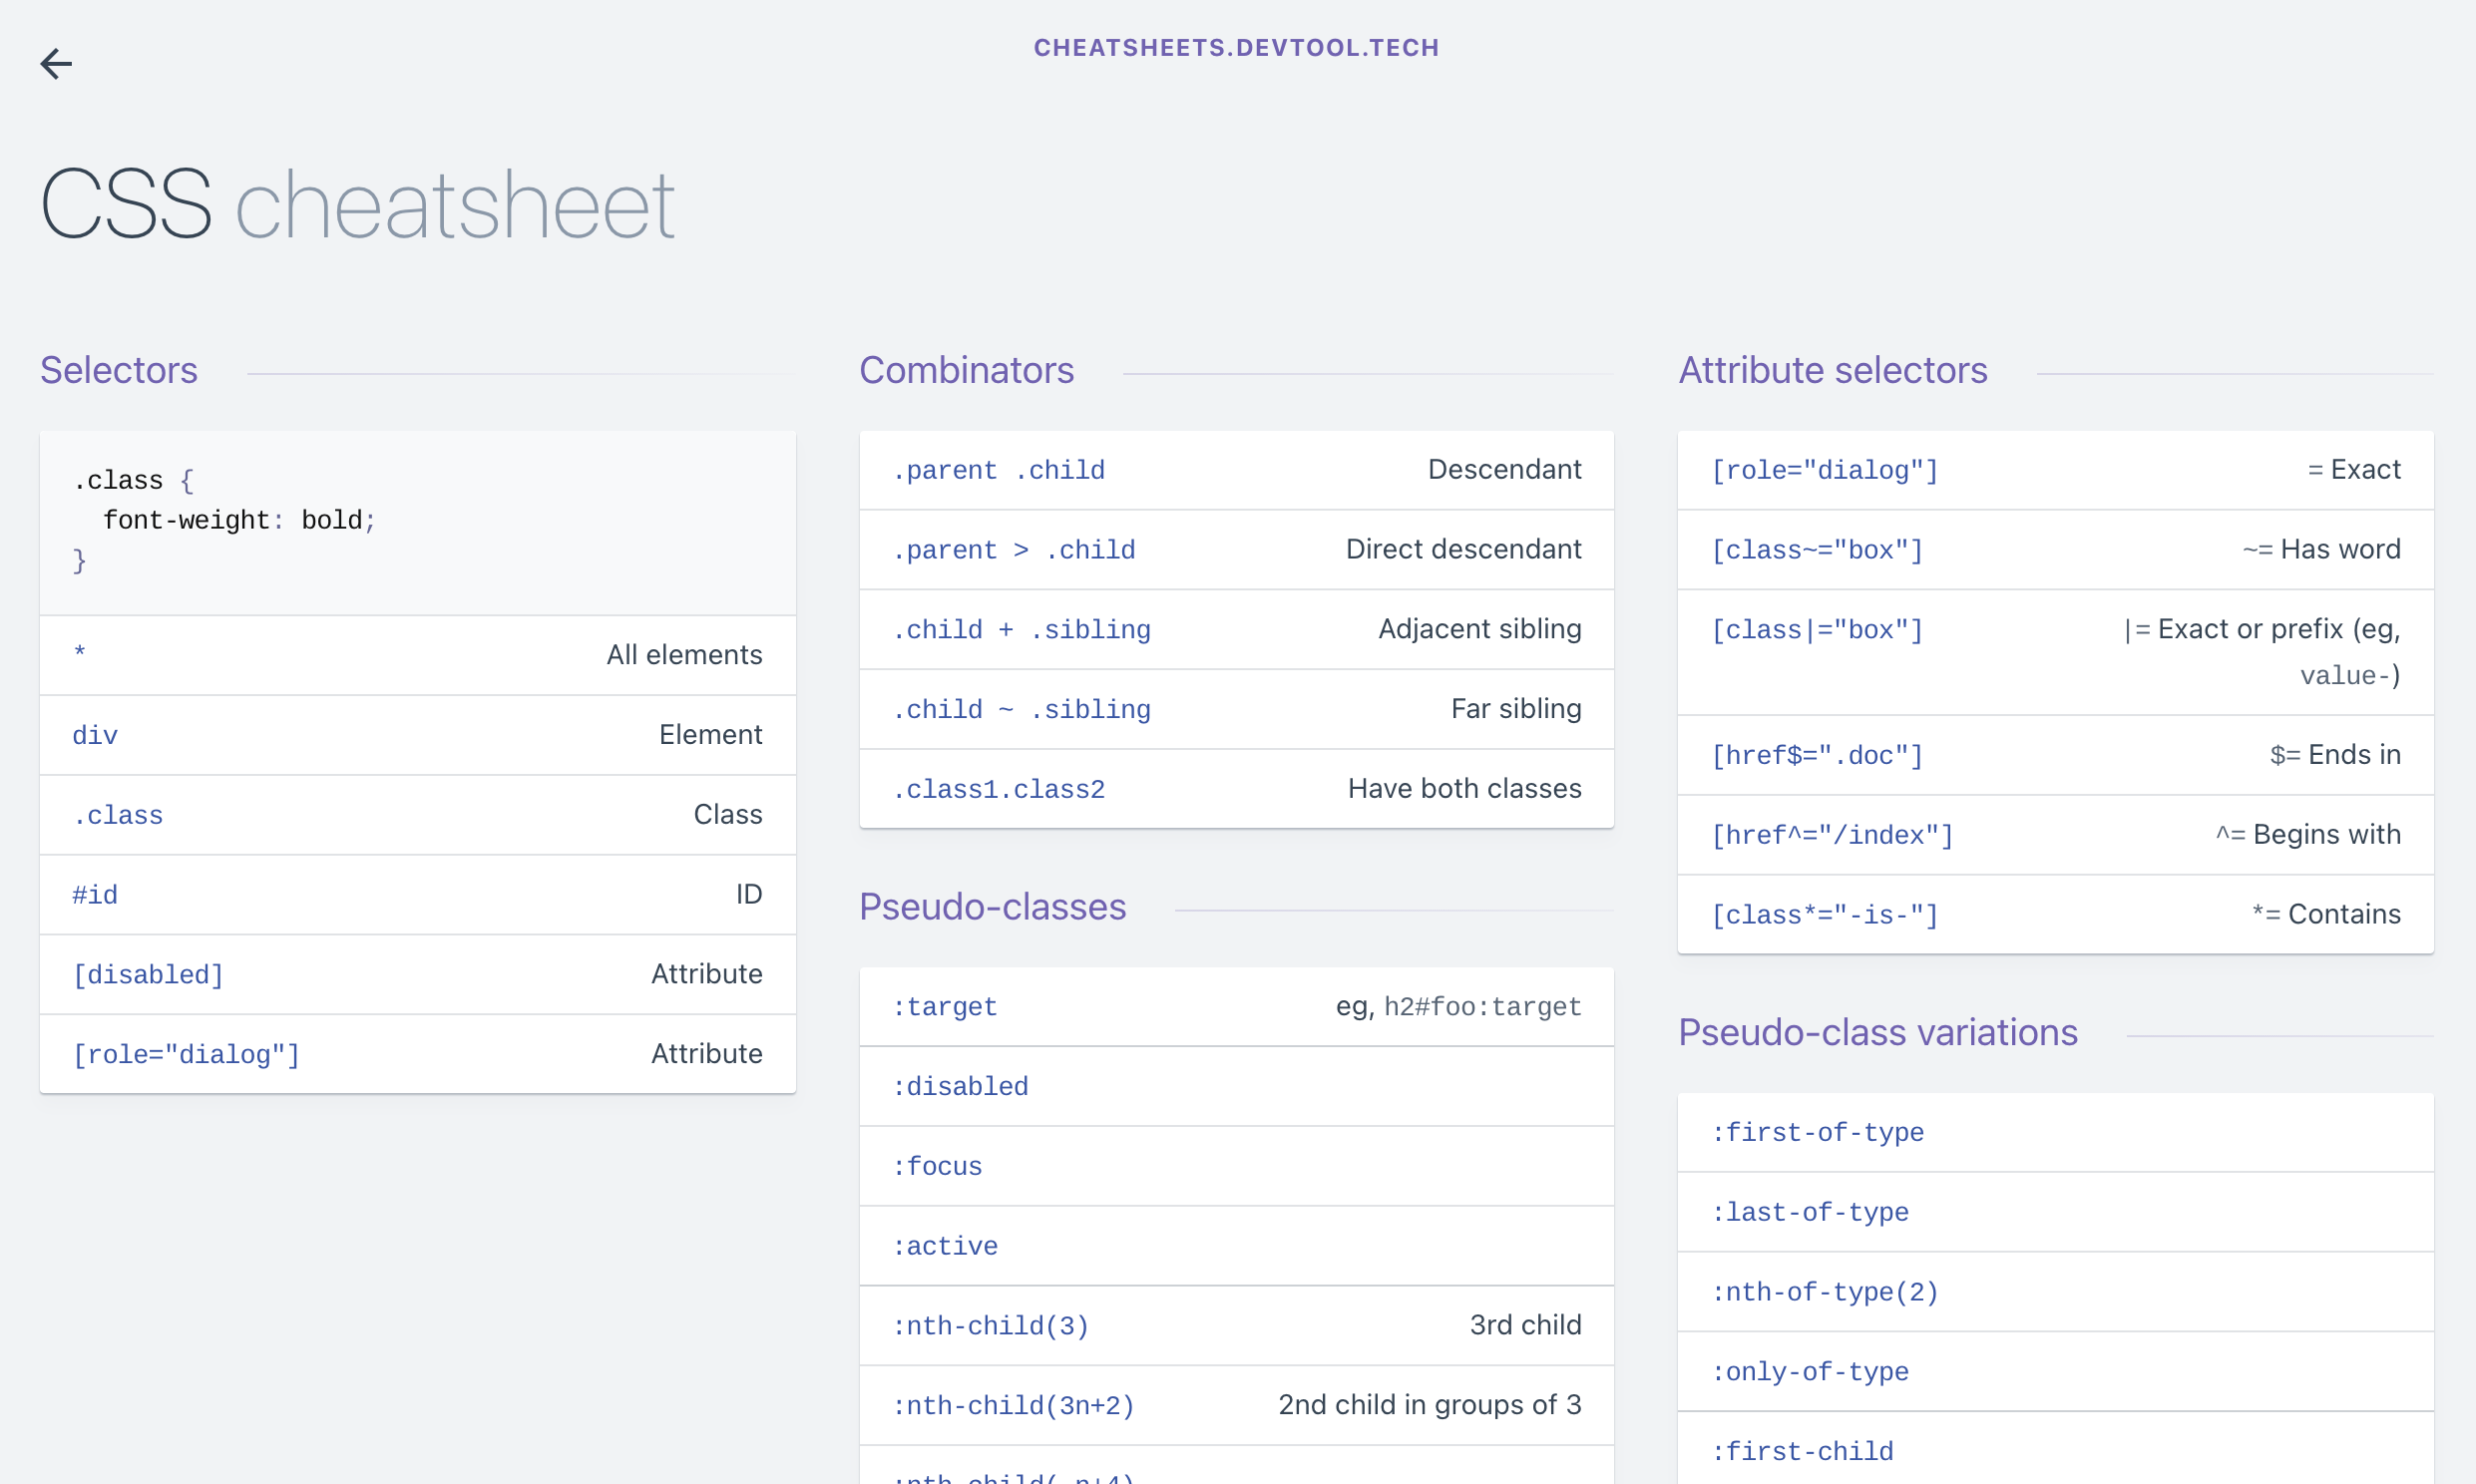 CHEATSHEETS.DEVTOOL.TECH
CSS cheatsheet
Selectors
.class {
  font-weight: bold;
}
* All elements
div Element
.class Class
#id ID
[disabled] Attribute
[role="dialog"] Attribute
Combinators
.parent .child Descendant
.parent > .child Direct descendant
.child + .sibling Adjacent sibling
.child ~ .sibling Far sibling
.class1.class2 Have both classes
Pseudo-classes
:target eg, h2#foo:target
:disabled
:focus
:active
:nth-child(3) 3rd child
:nth-child(3n+2) 2nd child in groups of 3
:nth-child(-n+4)
Attribute selectors
[role="dialog"] = Exact
[class~="box"] ~= Has word
[class|="box"] |= Exact or prefix (eg,
value-)
[href$=".doc"] $= Ends in
[href^="/index"] ^= Begins with
[class*="-is-"] *= Contains
Pseudo-class variations
:first-of-type
:last-of-type
:nth-of-type(2)
:only-of-type
:first-child